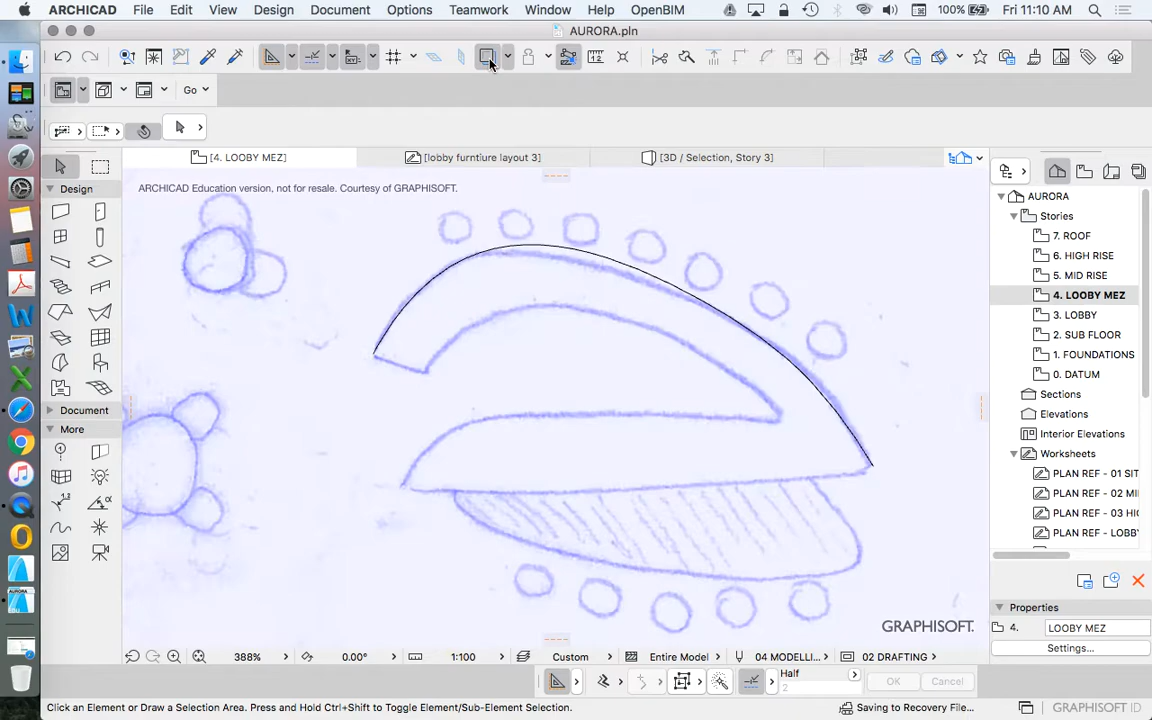 ARCHICAD File Edit View Design Document Options Teamwork Window Help OpenBIM 100% Fri 11:10 AM
AURORA.pln
Go
[4. LOOBY MEZ]
[lobby furntiure layout 3]
[3D / Selection, Story 3]
ARCHICAD Education version, not for resale. Courtesy of GRAPHISOFT.
Design
Document
More
AURORA
Stories
7. ROOF
6. HIGH RISE
5. MID RISE
4. LOOBY MEZ
3. LOBBY
2. SUB FLOOR
1. FOUNDATIONS
0. DATUM
Sections
Elevations
Interior Elevations
Worksheets
PLAN REF - 01 SIT
PLAN REF - 02 MI
PLAN REF - 03 HI
PLAN REF - LOBBY
Properties
4. LOOBY MEZ
Settings...
GRAPHISOFT.
388% 0.00° 1:100 Custom Entire Model 04 MODELLI... 02 DRAFTING
Half
2
OK Cancel
Click an Element or Draw a Selection Area. Press and Hold Ctrl+Shift to Toggle Element/Sub-Element Selection.
Saving to Recovery File...
GRAPHISOFT ID